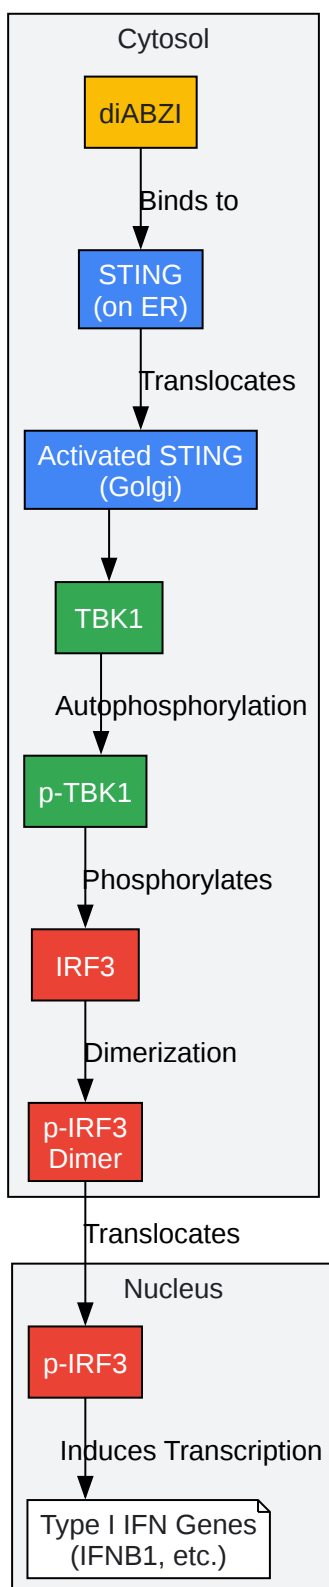 Cytosol
diABZI
Binds to
STING
(on ER)
Translocates
Activated STING
(Golgi)
TBK1
Autophosphorylation
p-TBK1
Phosphorylates
IRF3
Dimerization
p-IRF3
Dimer
Translocates
Nucleus
p-IRF3
Induces Transcription
Type I IFN Genes
(IFNB1, etc.)